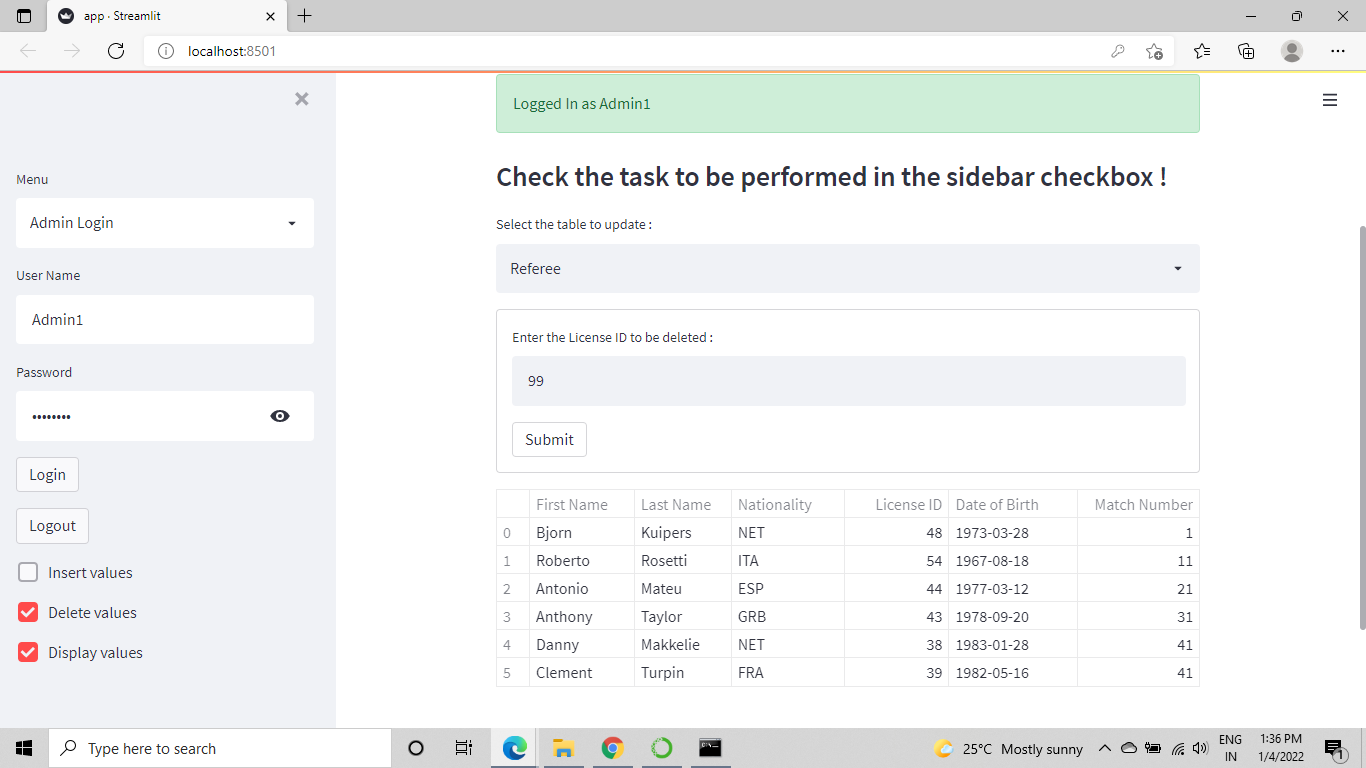 app · Streamlit
localhost:8501
Menu
Admin Login
User Name
Admin1
Password
••••••••
Login
Logout
Insert values
Delete values
Display values
Logged In as Admin1
Check the task to be performed in the sidebar checkbox !
Select the table to update :
Referee
Enter the License ID to be deleted :
99
Submit
First Name Last Name Nationality License ID Date of Birth Match Number
0 Bjorn Kuipers NET 48 1973-03-28 1
1 Roberto Rosetti ITA 54 1967-08-18 11
2 Antonio Mateu ESP 44 1977-03-12 21
3 Anthony Taylor GRB 43 1978-09-20 31
4 Danny Makkelie NET 38 1983-01-28 41
5 Clement Turpin FRA 39 1982-05-16 41
Type here to search
25°C Mostly sunny
ENG
IN
1:36 PM
1/4/2022
1